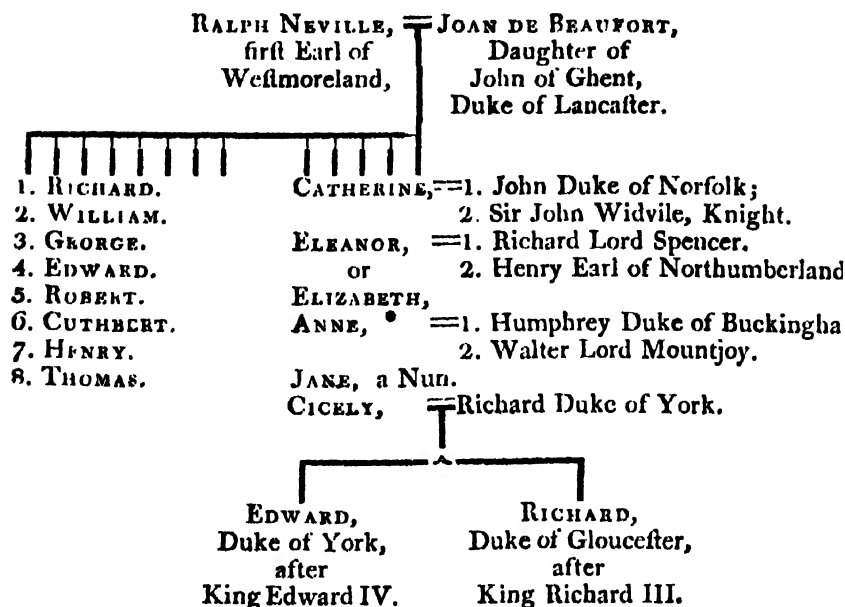 RALPH NEVILLE, = JOAN DE BEAUFORT,
firſt Earl of Daughter of
Weſtmoreland, John of Ghent,
Duke of Lancaſter.
1. RICHARD. CATHERINE, = 1. John Duke of Norfolk;
2. WILLIAM. 2. Sir John Widvile, Knight.
3. GEORGE. ELEANOR, = 1. Richard Lord Spencer.
4. EDWARD. or 2. Henry Earl of Northumberland
5. ROBERT. ELIZABETH,
6. CUTHBERT. ANNE, * = 1. Humphrey Duke of Buckingha
7. HENRY. 2. Walter Lord Mountjoy.
8. THOMAS. JANE, a Nun.
CICELY, = Richard Duke of York.
EDWARD, RICHARD,
Duke of York, Duke of Glouceſter,
after after
King Edward IV. King Richard III.